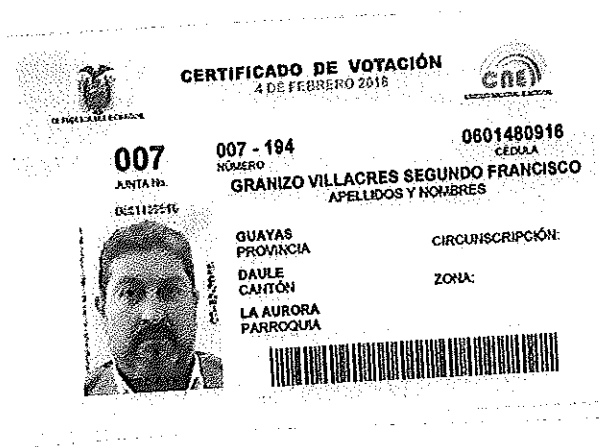 CERTIFICADO DE VOTACIÓN
4 DE FEBRERO 2018
CNE
007
JUNTA No.
007 - 194
NÚMERO
0601480916
CÉDULA
GRANIZO VILLACRES SEGUNDO FRANCISCO
APELLIDOS Y NOMBRES
GUAYAS
PROVINCIA
CIRCUNSCRIPCIÓN:
DAULE
CANTÓN
ZONA:
LA AURORA
PARROQUIA